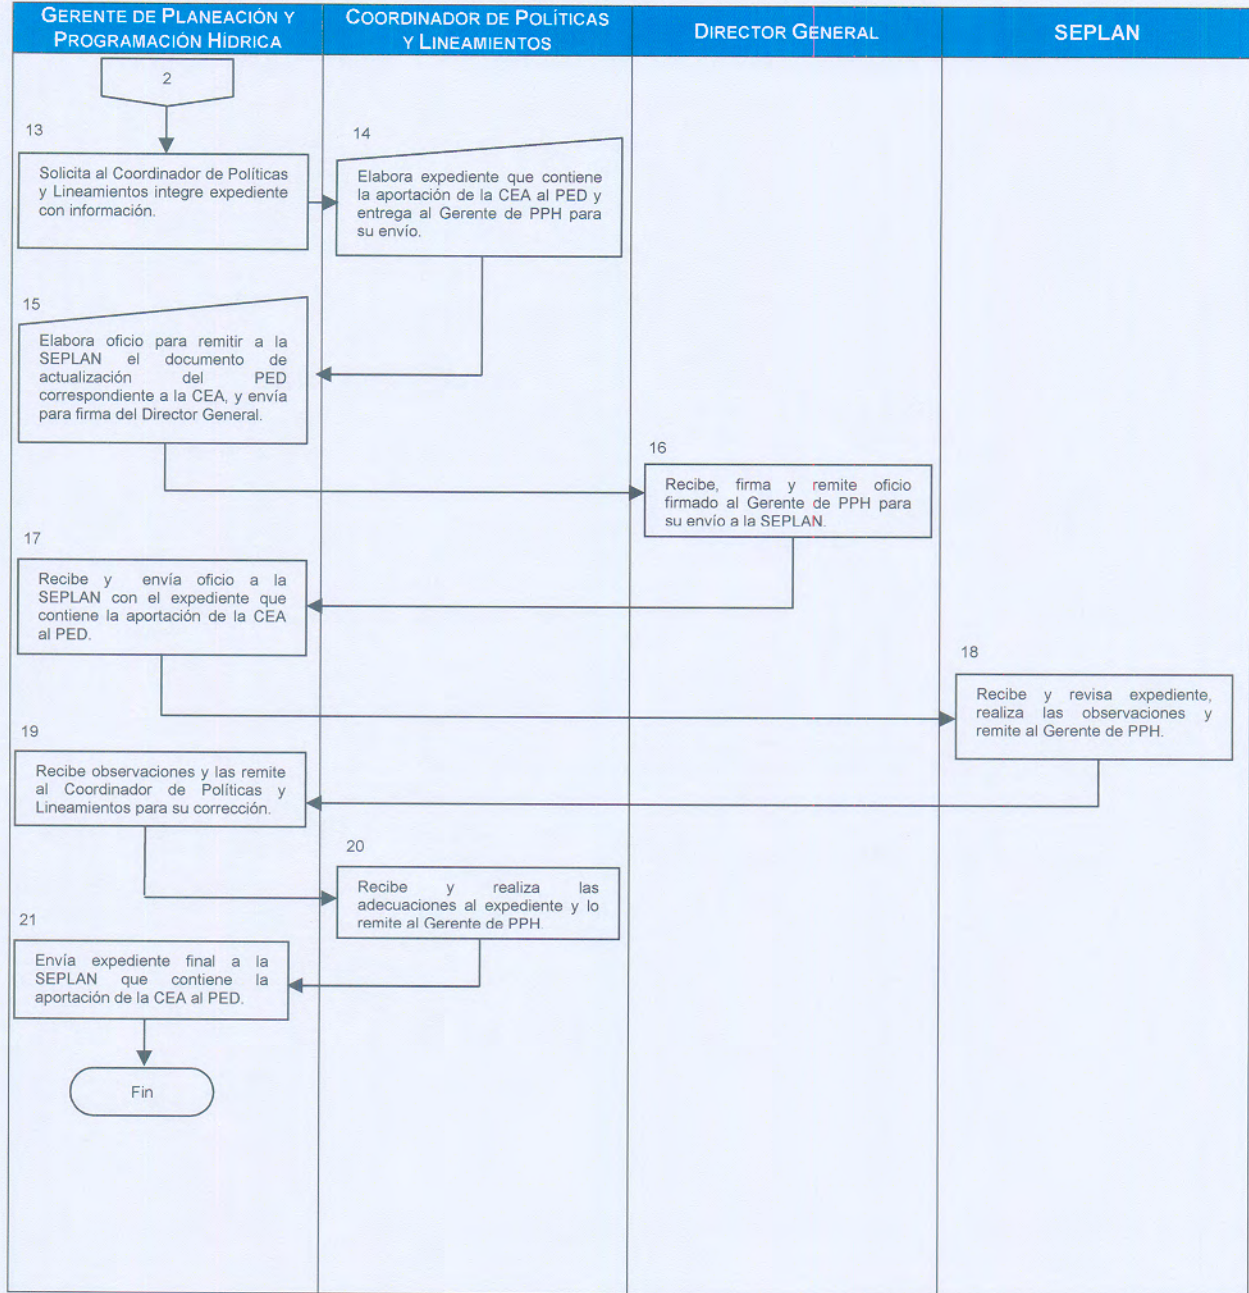 GERENTE DE PLANEACIÓN Y
PROGRAMACIÓN HÍDRICA
COORDINADOR DE POLÍTICAS
Y LINEAMIENTOS
DIRECTOR GENERAL
SEPLAN
2
13
Solicita al Coordinador de Políticas
y Lineamientos integre expediente
con información.
14
Elabora expediente que contiene
la aportación de la CEA al PED y
entrega al Gerente de PPH para
su envío.
15
Elabora oficio para remitir a la
SEPLAN el documento de
actualización del PED
correspondiente a la CEA, y envía
para firma del Director General.
16
Recibe, firma y remite oficio
firmado al Gerente de PPH para
su envío a la SEPLAN.
17
Recibe y envía oficio a la
SEPLAN con el expediente que
contiene la aportación de la CEA
al PED.
18
Recibe y revisa expediente,
realiza las observaciones y
remite al Gerente de PPH.
19
Recibe observaciones y las remite
al Coordinador de Políticas y
Lineamientos para su corrección.
20
Recibe y realiza las
adecuaciones al expediente y lo
remite al Gerente de PPH.
21
Envía expediente final a la
SEPLAN que contiene la
aportación de la CEA al PED.
Fin